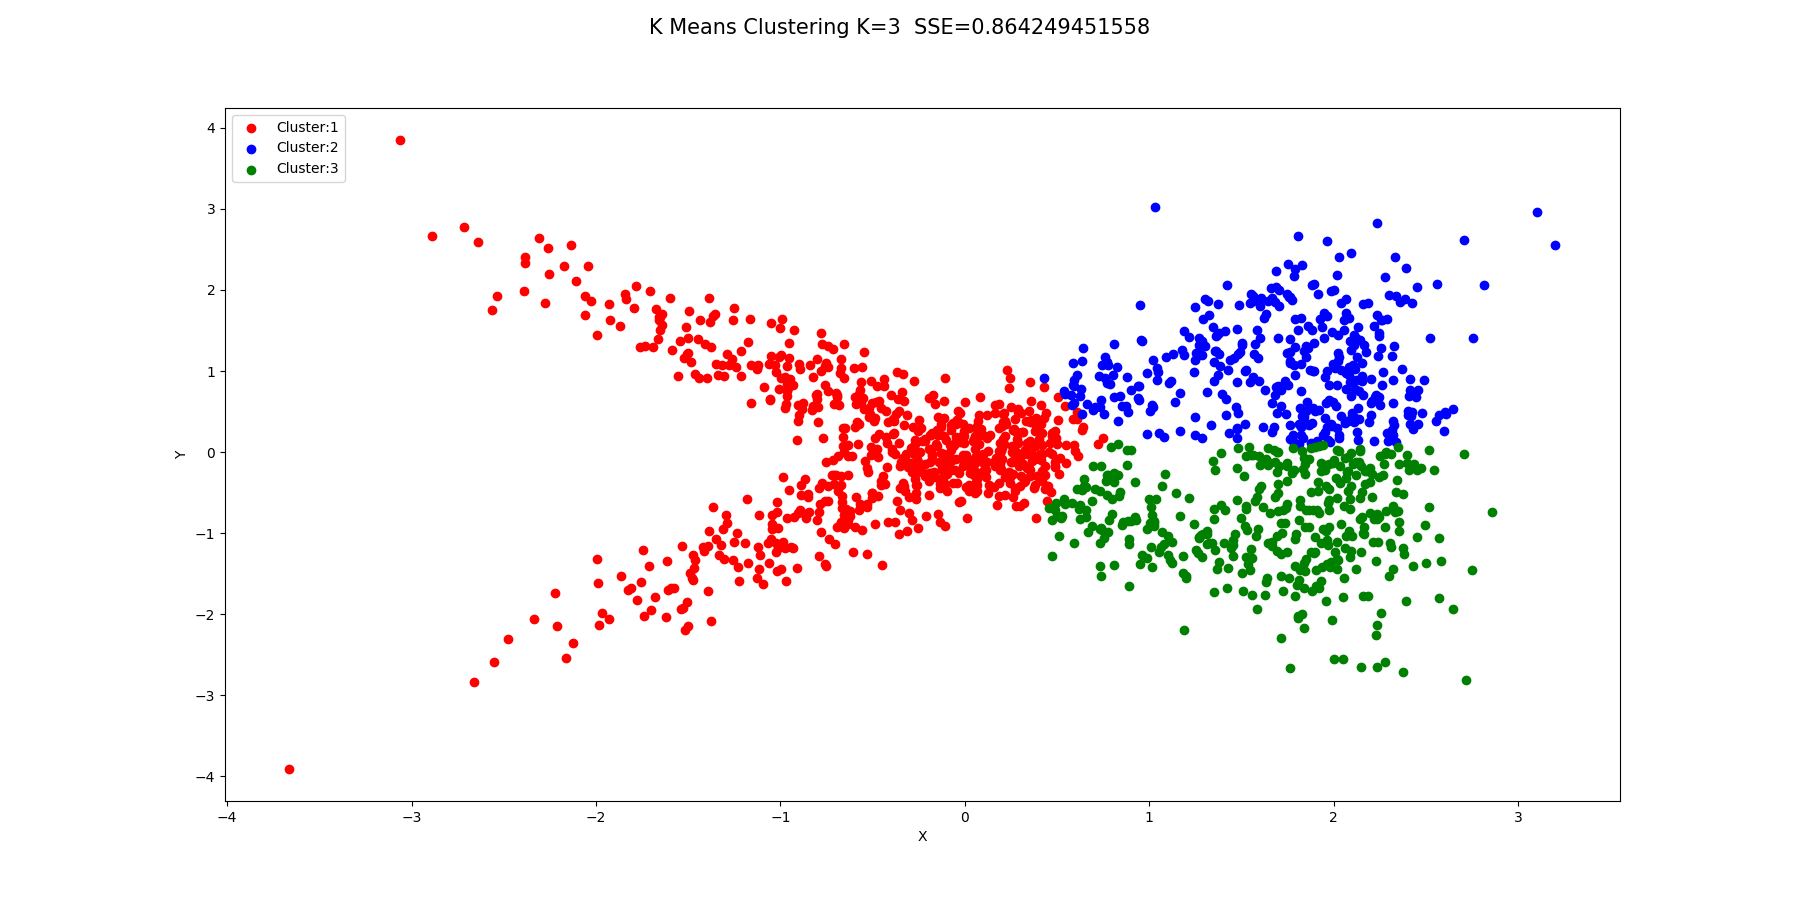 K Means Clustering K=3  SSE=0.864249451558
Cluster:1
Cluster:2
Cluster:3
4
3
2
1
0
−1
−2
−3
−4
Y
−4 −3 −2 −1 0 1 2 3
X